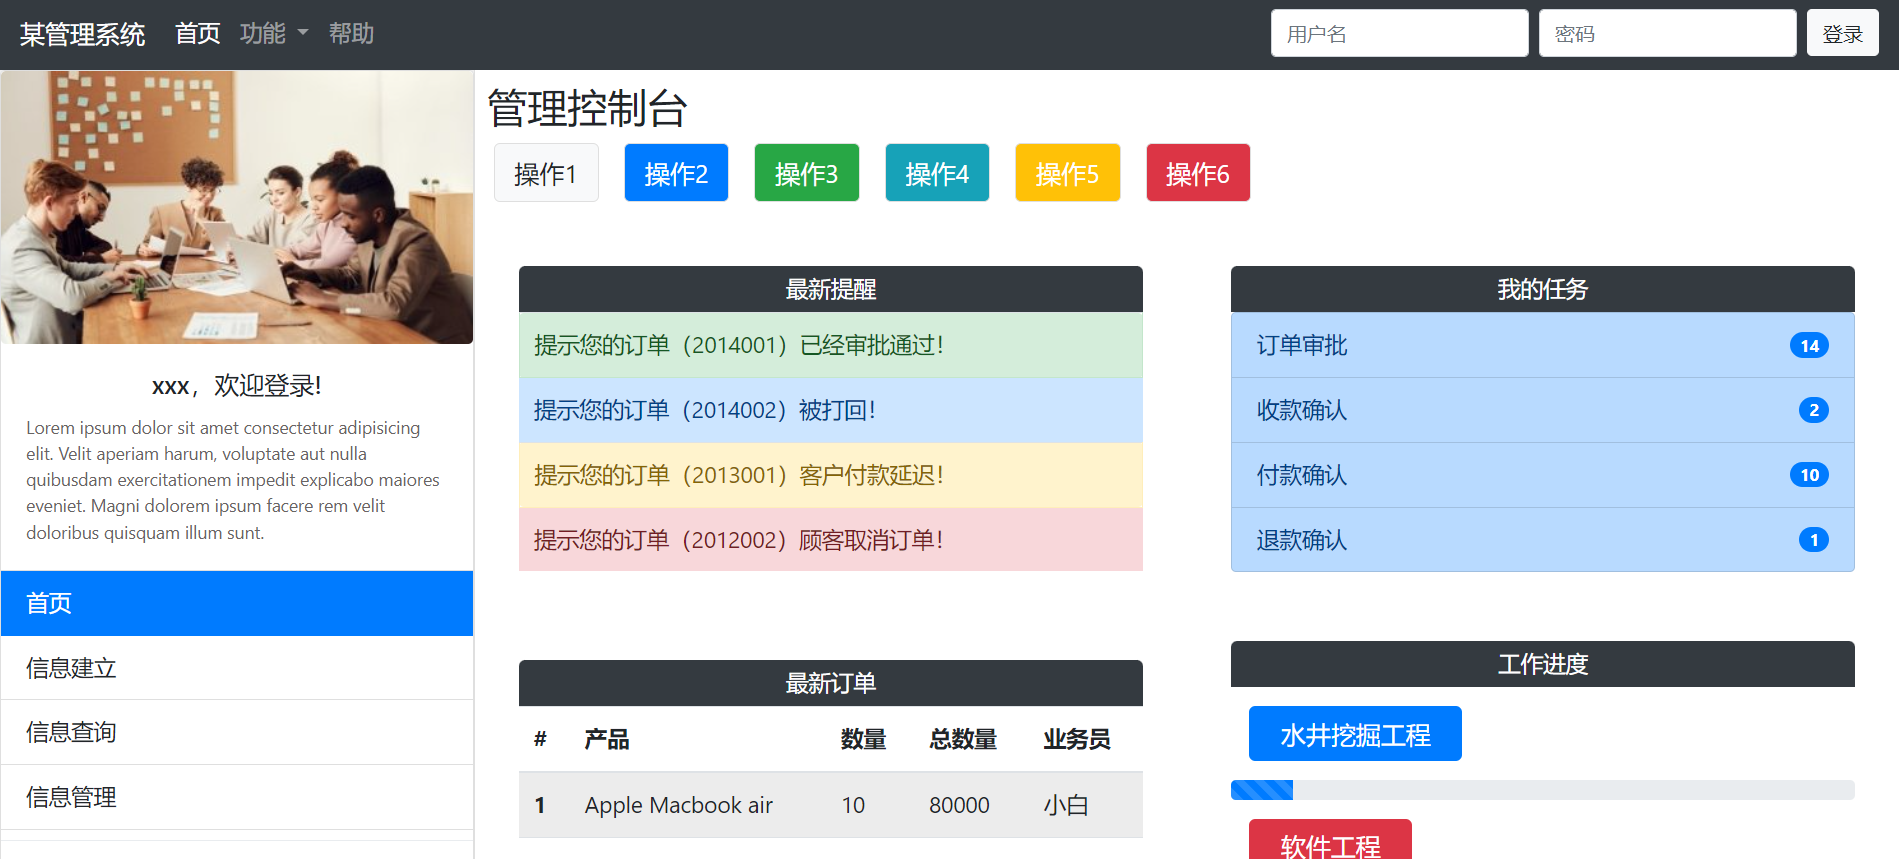 某管理系统 首页 功能 帮助 用户名 密码 登录
xxx，欢迎登录!
Lorem ipsum dolor sit amet consectetur adipisicing
elit. Velit aperiam harum, voluptate aut nulla
quibusdam exercitationem impedit explicabo maiores
eveniet. Magni dolorem ipsum facere rem velit
doloribus quisquam illum sunt.
首页
信息建立
信息查询
信息管理
管理控制台
操作1 操作2 操作3 操作4 操作5 操作6
最新提醒
提示您的订单（2014001）已经审批通过！
提示您的订单（2014002）被打回！
提示您的订单（2013001）客户付款延迟！
提示您的订单（2012002）顾客取消订单！
我的任务
订单审批 14
收款确认 2
付款确认 10
退款确认 1
最新订单
# 产品 数量 总数量 业务员
1 Apple Macbook air 10 80000 小白
工作进度
水井挖掘工程
软件工程